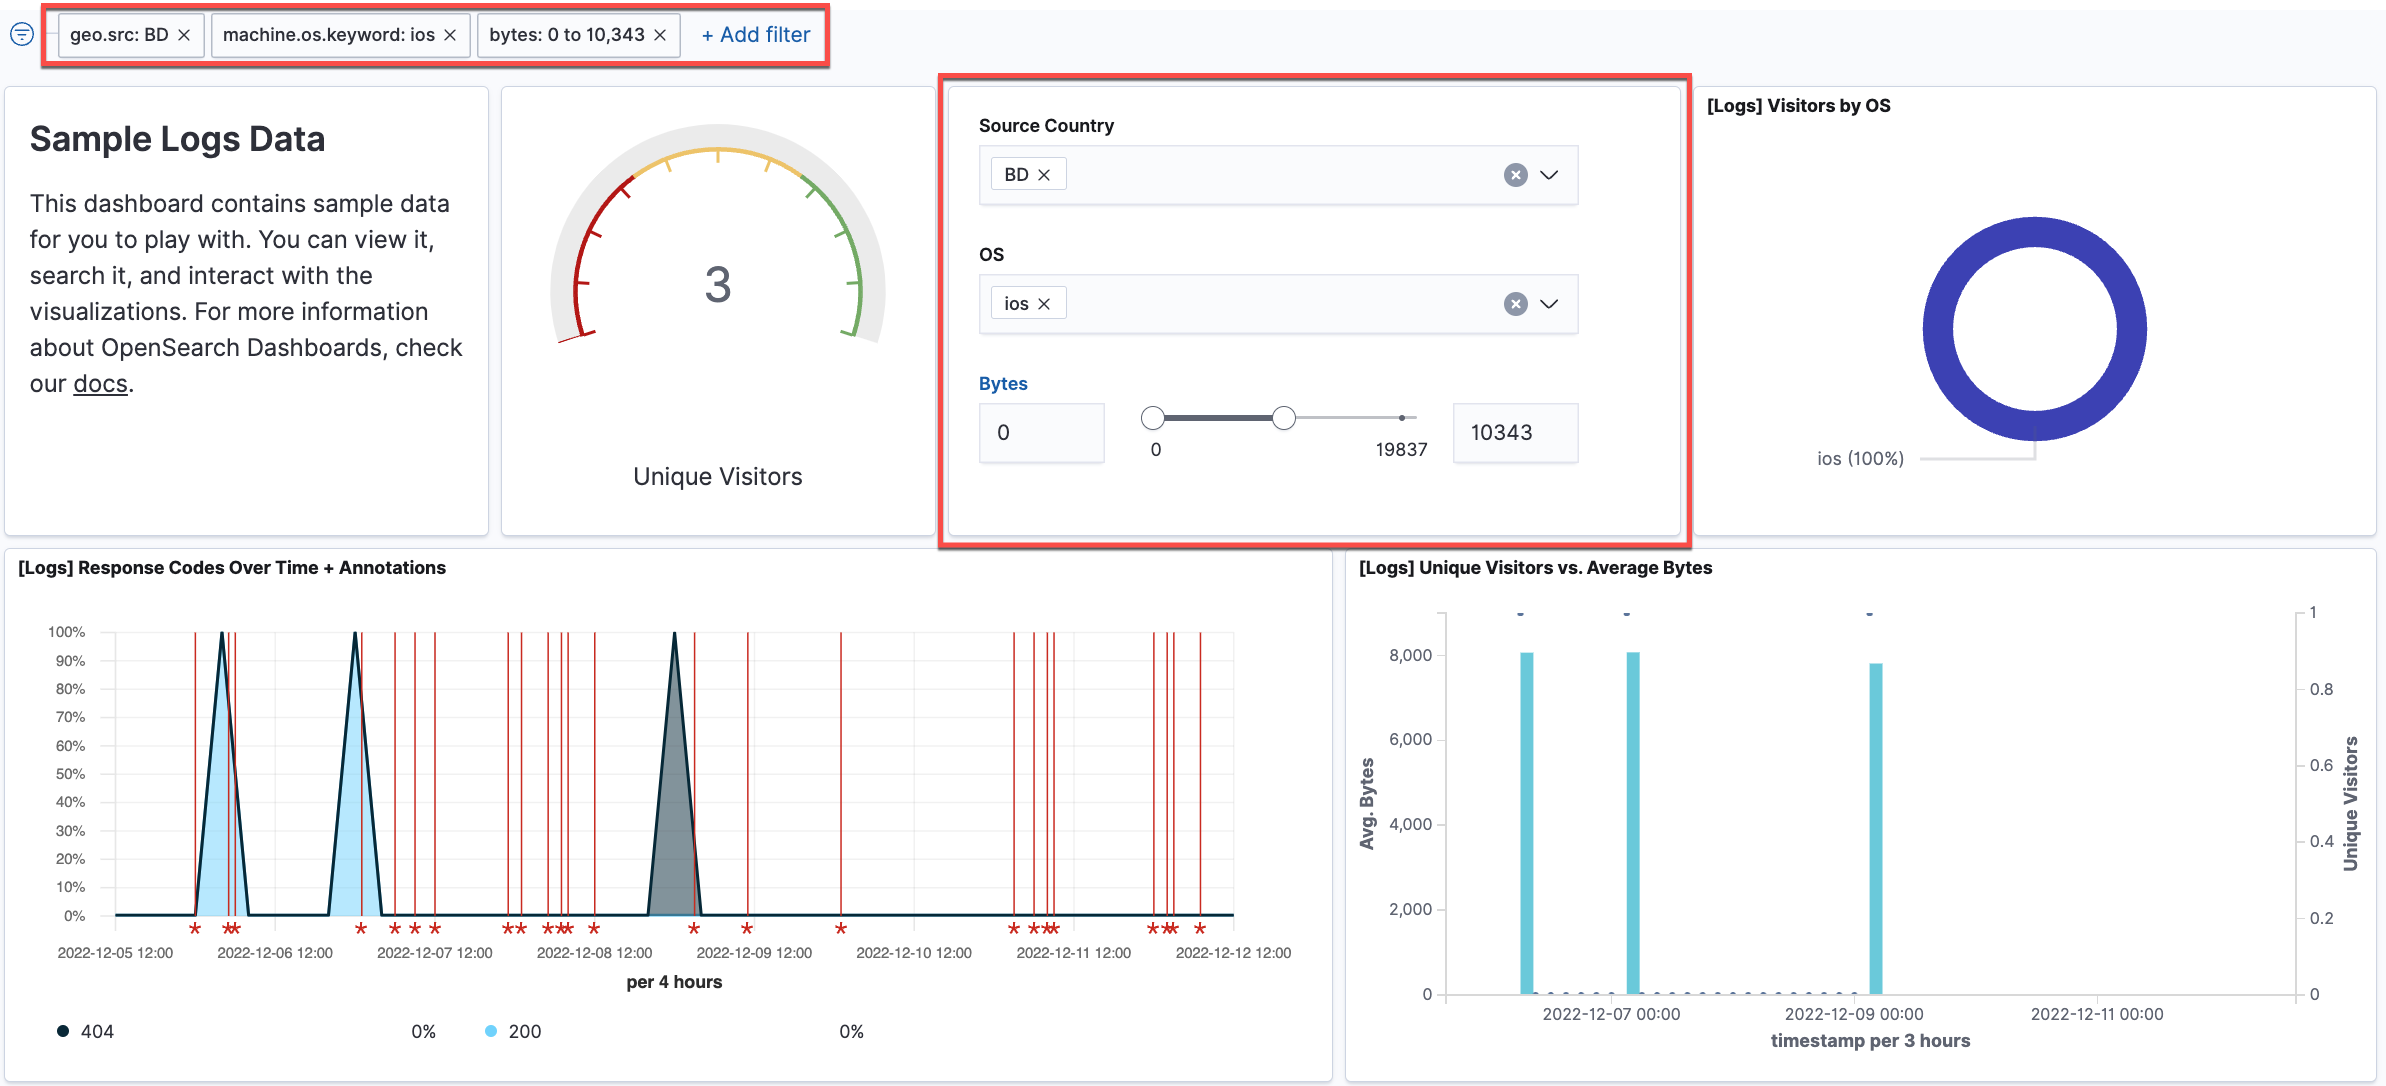 geo.src: BD × machine.os.keyword: ios × bytes: 0 to 10,343 × + Add filter
Sample Logs Data
This dashboard contains sample data
for you to play with. You can view it,
search it, and interact with the
visualizations. For more information
about OpenSearch Dashboards, check
our docs.
3
Unique Visitors
Source Country
BD ×
OS
ios ×
Bytes
0
0 19837
10343
[Logs] Visitors by OS
ios (100%)
[Logs] Response Codes Over Time + Annotations
100%
90%
80%
70%
60%
50%
40%
30%
20%
10%
0%
2022-12-05 12:00 2022-12-06 12:00 2022-12-07 12:00 2022-12-08 12:00 2022-12-09 12:00 2022-12-10 12:00 2022-12-11 12:00 2022-12-12 12:00
per 4 hours
404 0% 200 0%
[Logs] Unique Visitors vs. Average Bytes
Avg. Bytes
8,000
6,000
4,000
2,000
0
1
0.8
0.6
0.4
0.2
0
Unique Visitors
2022-12-07 00:00 2022-12-09 00:00 2022-12-11 00:00
timestamp per 3 hours